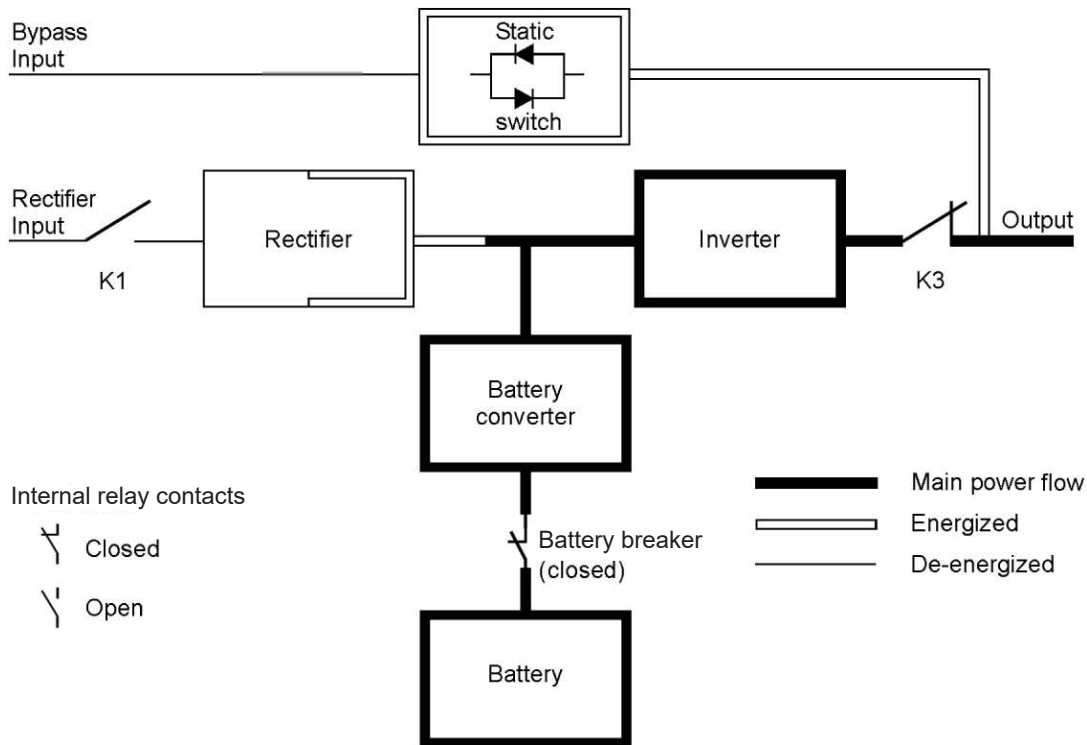 Bypass
Input
Static
switch
Rectifier
Input
K1
Rectifier
Inverter
K3
Output
Battery
converter
Internal relay contacts
Closed
Open
Battery breaker
(closed)
Battery
Main power flow
Energized
De-energized